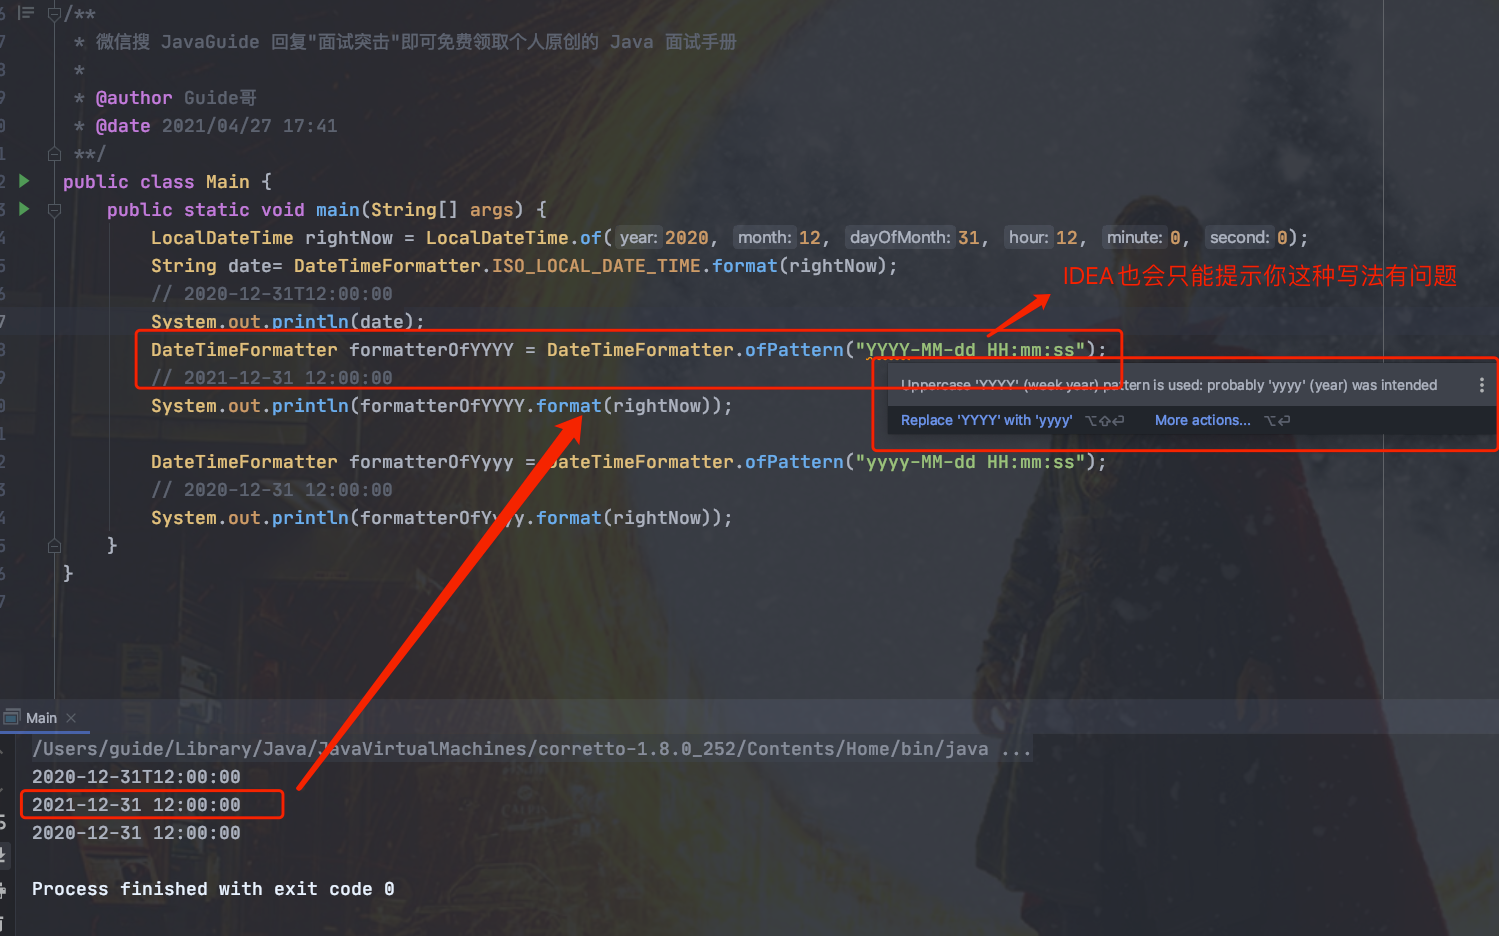 /**
* 微信搜 JavaGuide 回复"面试突击"即可免费领取个人原创的 Java 面试手册
*
* @author Guide哥
* @date 2021/04/27 17:41
**/
public class Main {
public static void main(String[] args) {
LocalDateTime rightNow = LocalDateTime.of( year: 2020, month: 12, dayOfMonth: 31, hour: 12, minute: 0, second: 0);
String date= DateTimeFormatter.ISO_LOCAL_DATE_TIME.format(rightNow);
IDEA 也会只能提示你这种写法有问题
// 2020-12-31T12:00:00
System.out.println(date);
DateTimeFormatter formatterOfYYYY = DateTimeFormatter.ofPattern("YYYY-MM-dd HH:mm:ss");
// 2021-12-31 12:00:00
Uppercase 'YYYY' (week year) pattern is used: probably 'yyyy' (year) was intended
System.out.println(formatterOfYYYY.format(rightNow));
Replace 'YYYY' with 'yyyy' ⌥⇧⏎ More actions... ⌥⏎
DateTimeFormatter formatterOfYyyy = DateTimeFormatter.ofPattern("yyyy-MM-dd HH:mm:ss");
// 2020-12-31 12:00:00
System.out.println(formatterOfYyyy.format(rightNow));
}
}
Main
/Users/guide/Library/Java/JavaVirtualMachines/corretto-1.8.0_252/Contents/Home/bin/java ...
2020-12-31T12:00:00
2021-12-31 12:00:00
2020-12-31 12:00:00
Process finished with exit code 0